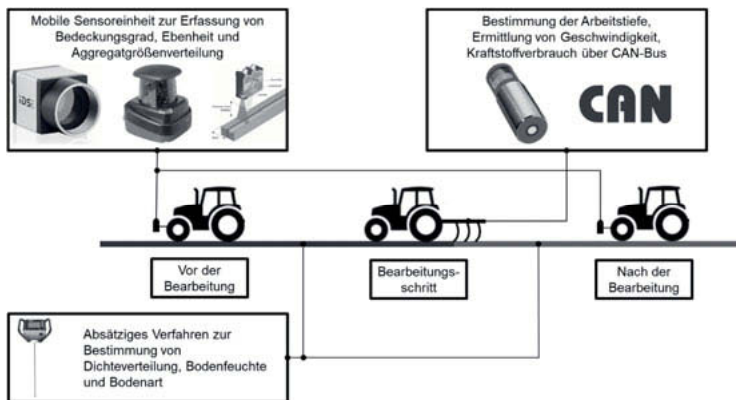 Mobile Sensoreinheit zur Erfassung von
Bedeckungsgrad, Ebenheit und
Aggregatgrößenverteilung
iDS
Bestimmung der Arbeitstiefe,
Ermittlung von Geschwindigkeit,
Kraftstoffverbrauch über CAN-Bus
CAN
Vor der
Bearbeitung
Bearbeitungs-
schritt
Nach der
Bearbeitung
Absätziges Verfahren zur
Bestimmung von
Dichteverteilung, Bodenfeuchte
und Bodenart